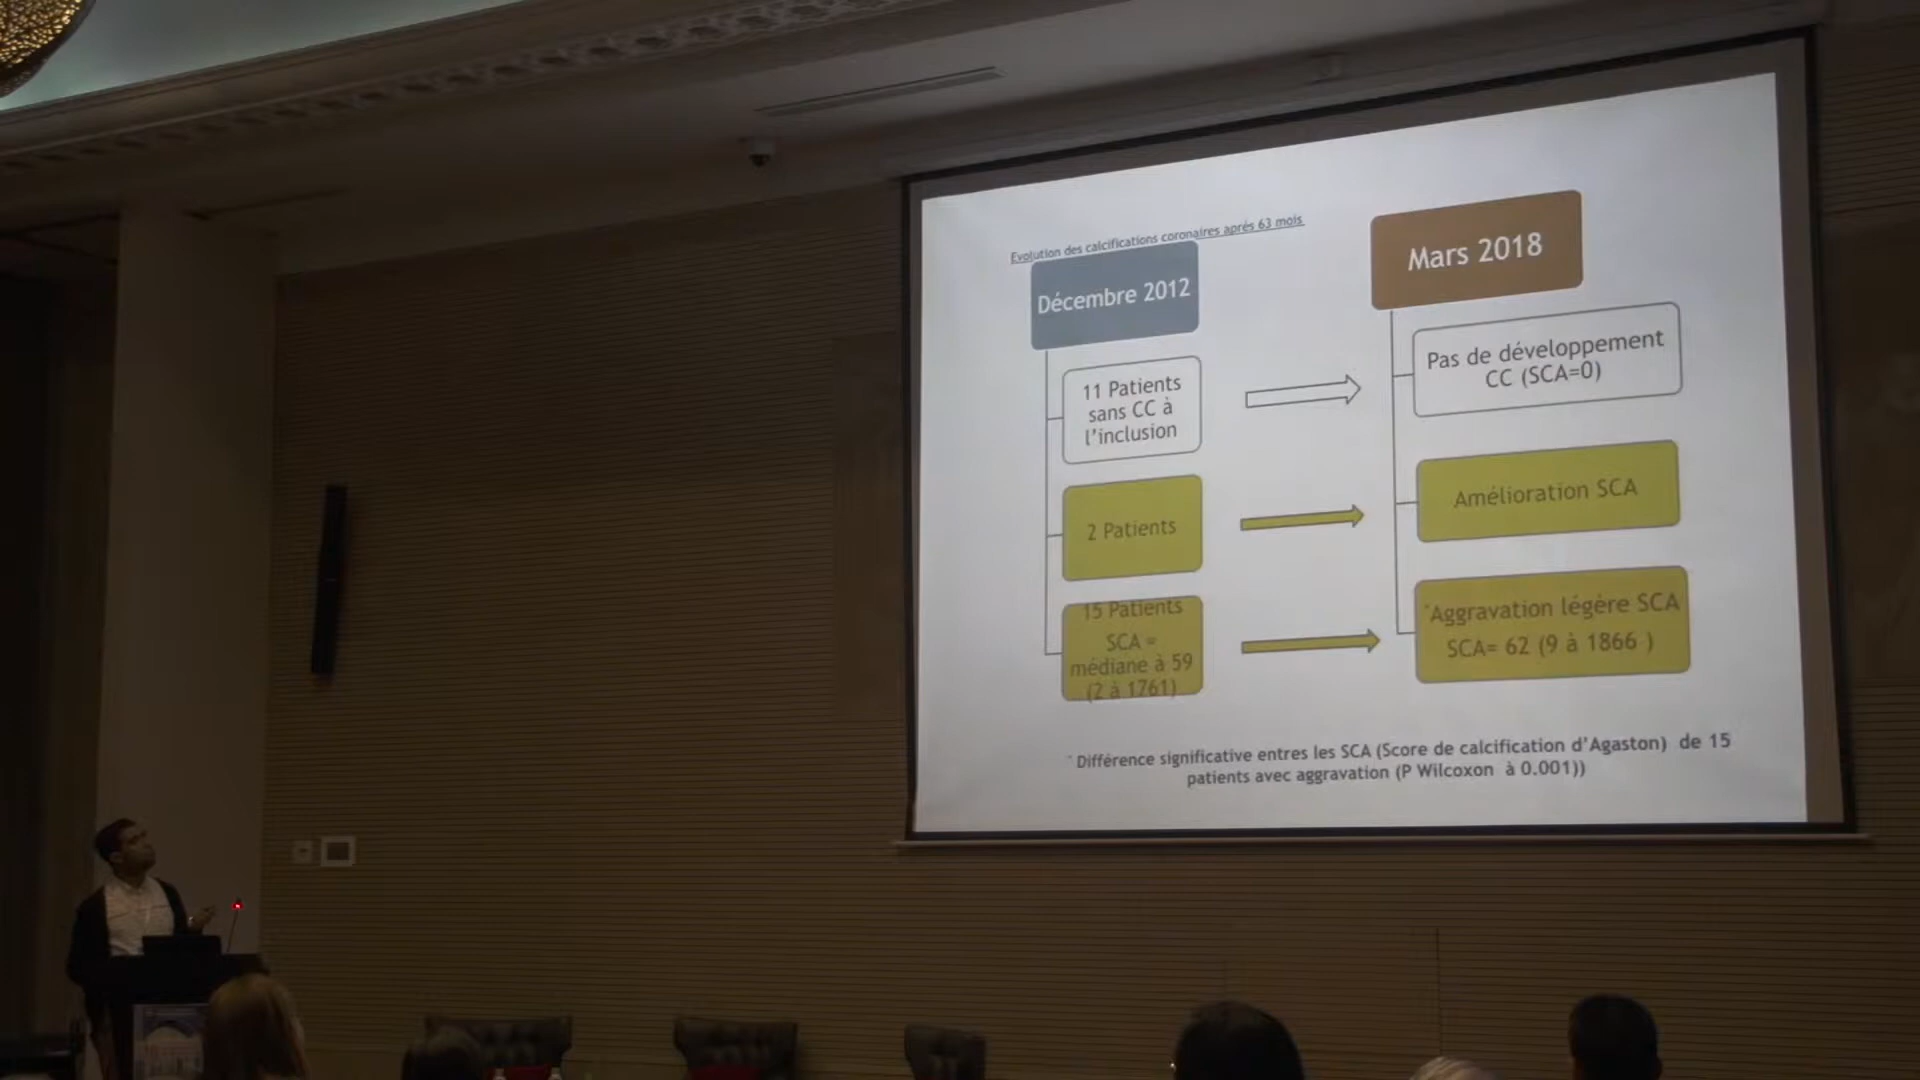 Evolution des calcifications coronaires aprés 63 mois
Décembre 2012
11 Patients
sans CC à
l'inclusion
2 Patients
15 Patients
SCA =
médiane à 59
(2 à 1761)
Mars 2018
Pas de développement
CC (SCA=0)
Amélioration SCA
*Aggravation légère SCA
SCA= 62 (9 à 1866 )
* Différence significative entres les SCA (Score de calcification d'Agaston) de 15
patients avec aggravation (P Wilcoxon à 0.001))